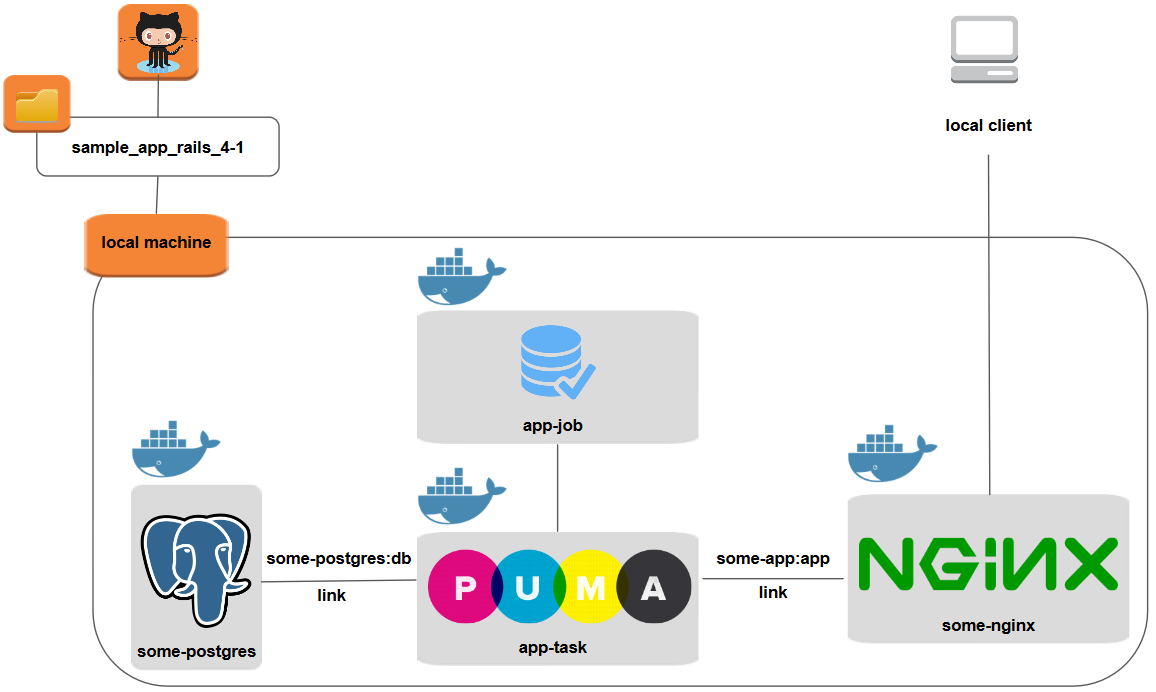 local client
sample_app_rails_4-1
local machine
app-job
some-postgres:db
link
PUMA
some-app:app
link
NGiNX
some-nginx
app-task
some-postgres